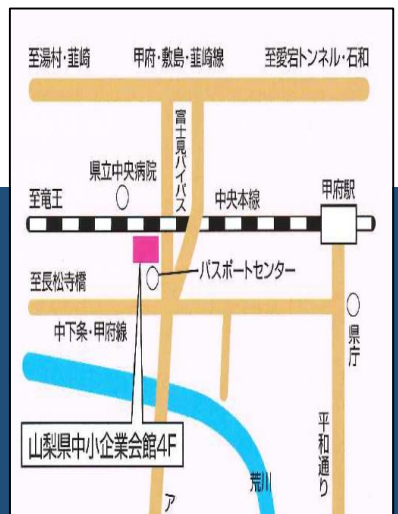 至湯村・韮崎
甲府・敷島・韮崎線
至愛宕トンネル・石和
富士見バイパス
県立中央病院
至竜王
中央本線
甲府駅
パスポートセンター
至長松寺橋
中下条・甲府線
県庁
山梨県中小企業会館4F
平和通り
荒川
ア